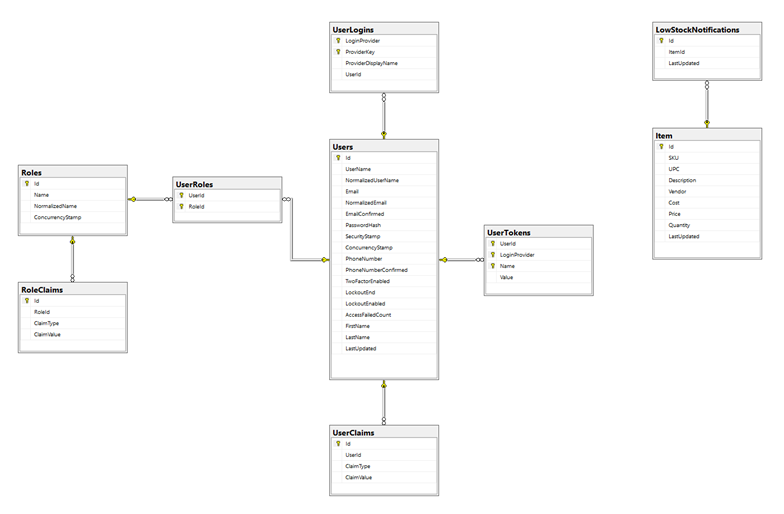 UserLogins
LoginProvider
ProviderKey
ProviderDisplayName
UserId
LowStockNotifications
Id
ItemId
LastUpdated
Users
Id
UserName
NormalizedUserName
Email
NormalizedEmail
EmailConfirmed
PasswordHash
SecurityStamp
ConcurrencyStamp
PhoneNumber
PhoneNumberConfirmed
TwoFactorEnabled
LockoutEnd
LockoutEnabled
AccessFailedCount
FirstName
LastName
LastUpdated
Item
Id
SKU
UPC
Description
Vendor
Cost
Price
Quantity
LastUpdated
Roles
Id
Name
NormalizedName
ConcurrencyStamp
UserRoles
UserId
RoleId
UserTokens
UserId
LoginProvider
Name
Value
RoleClaims
Id
RoleId
ClaimType
ClaimValue
UserClaims
Id
UserId
ClaimType
ClaimValue